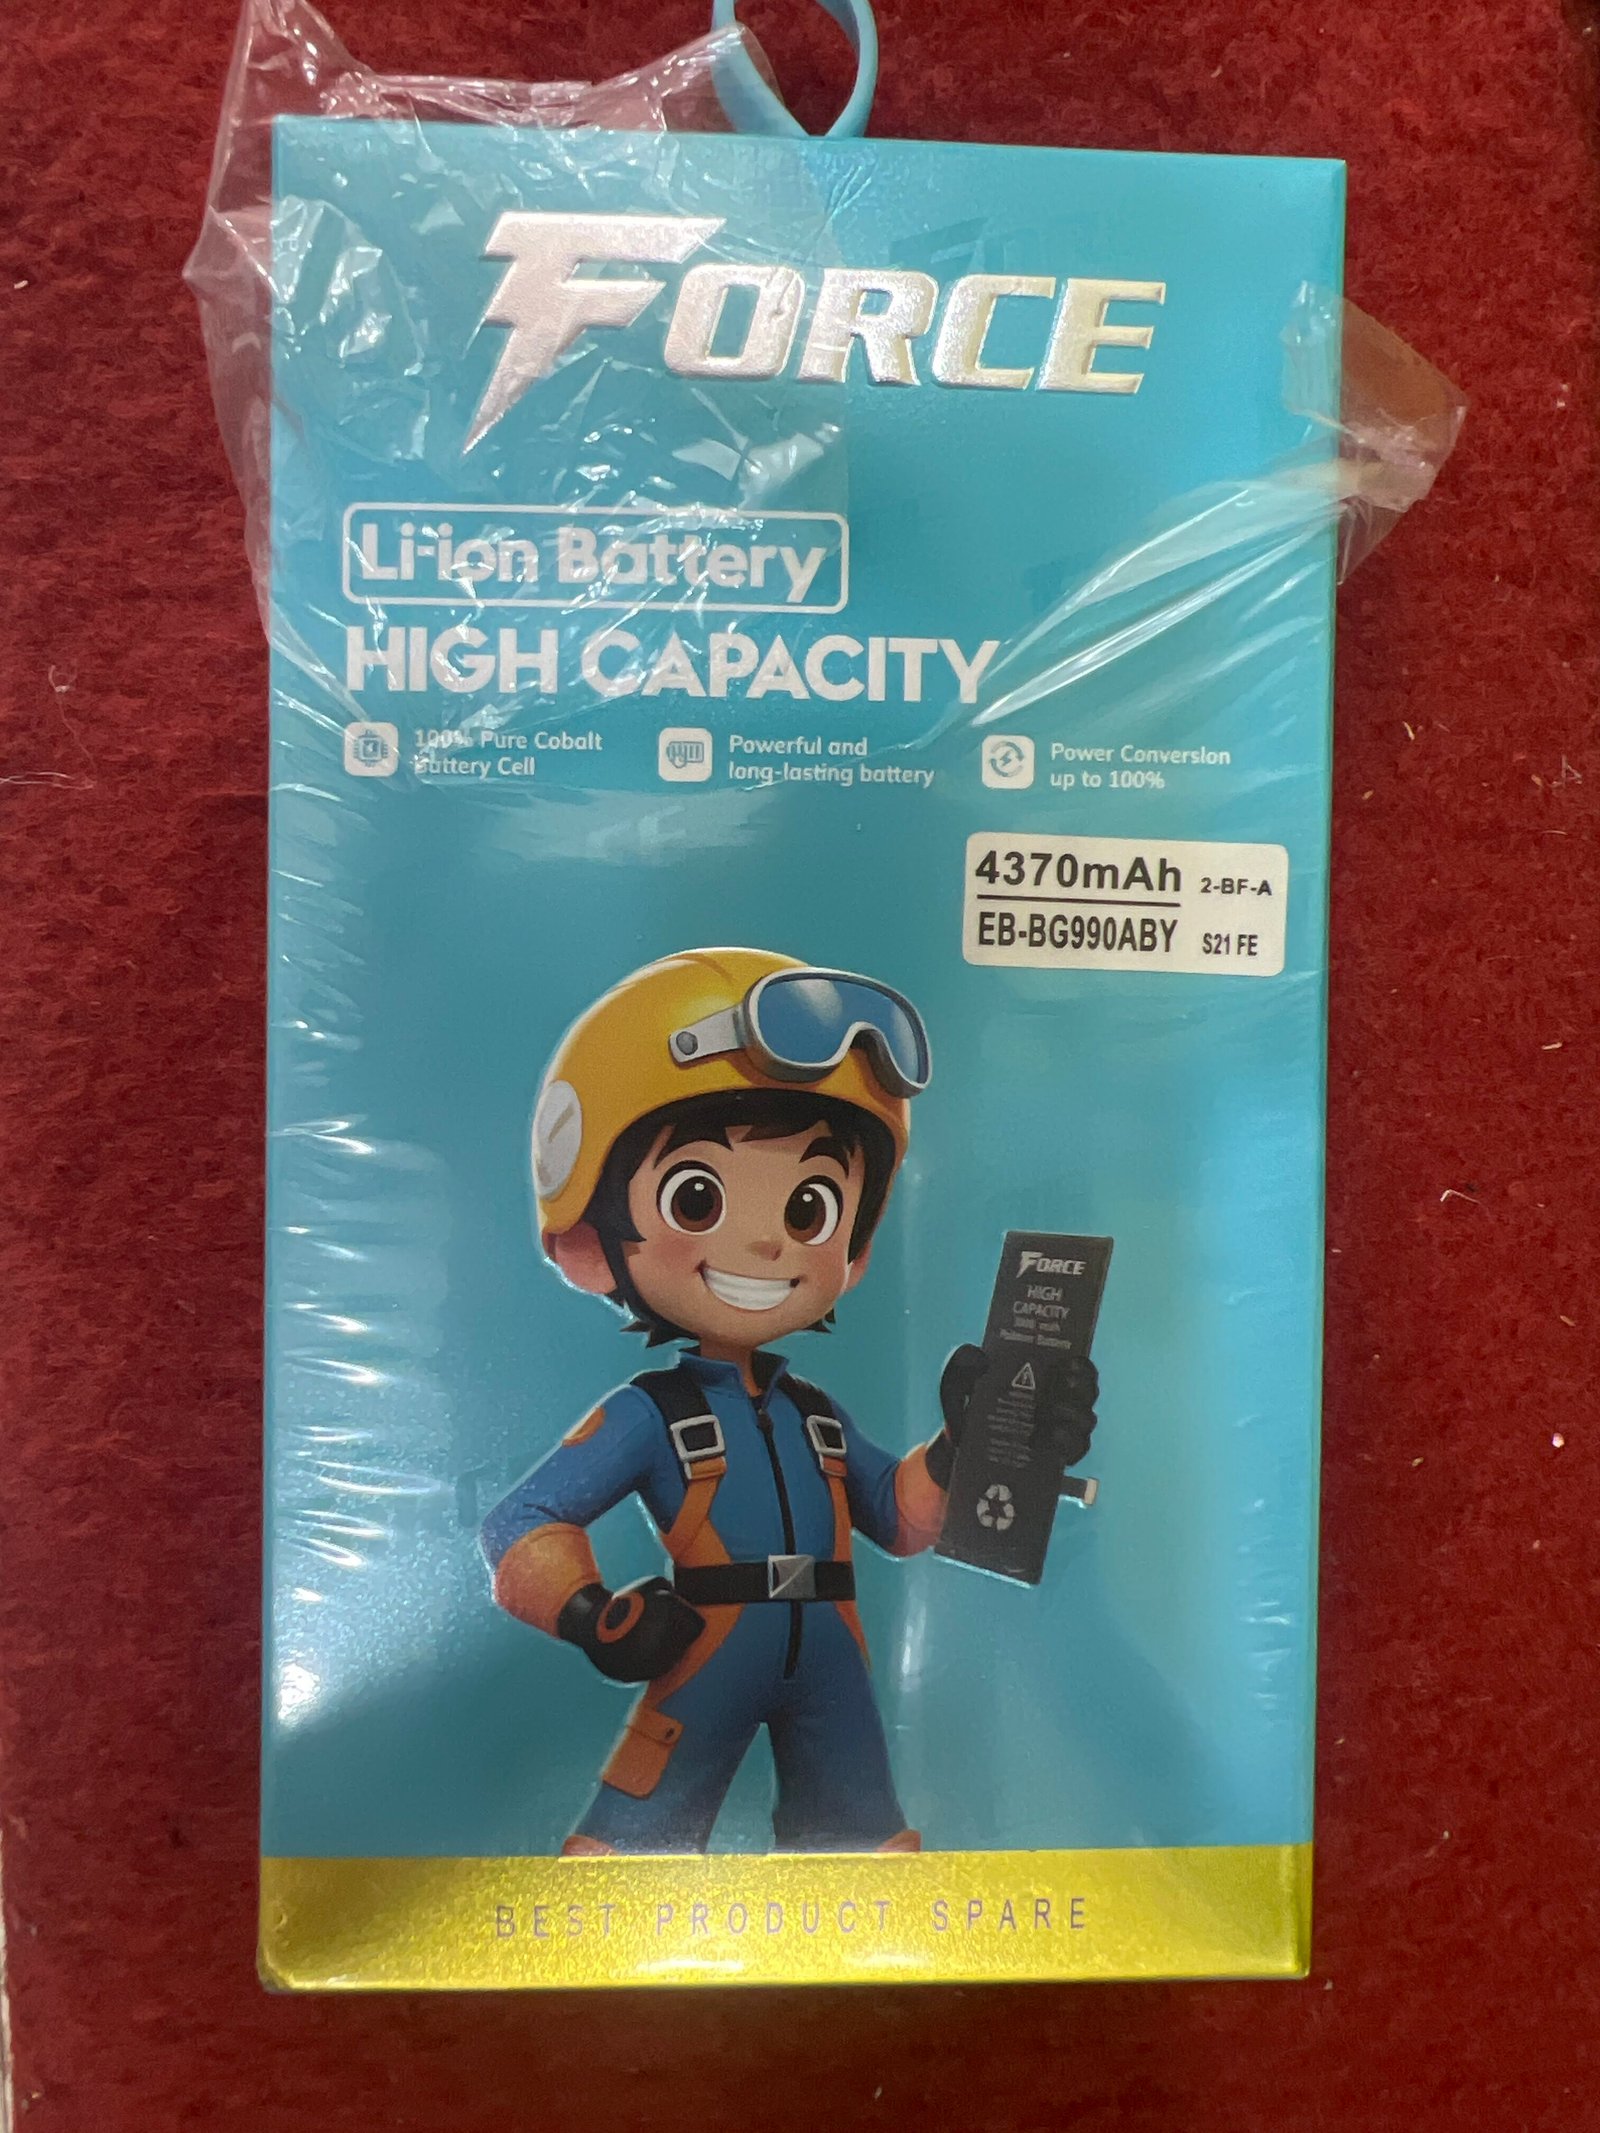 FORCE
Li-ion Battery
HIGH CAPACITY
100% Pure Cobalt
Battery Cell
Powerful and
long-lasting battery
Power Conversion
up to 100%
4370mAh 2-BF-A
EB-BG990ABY S21 FE
FORCE
HIGH
CAPACITY
BEST PRODUCT SPARE